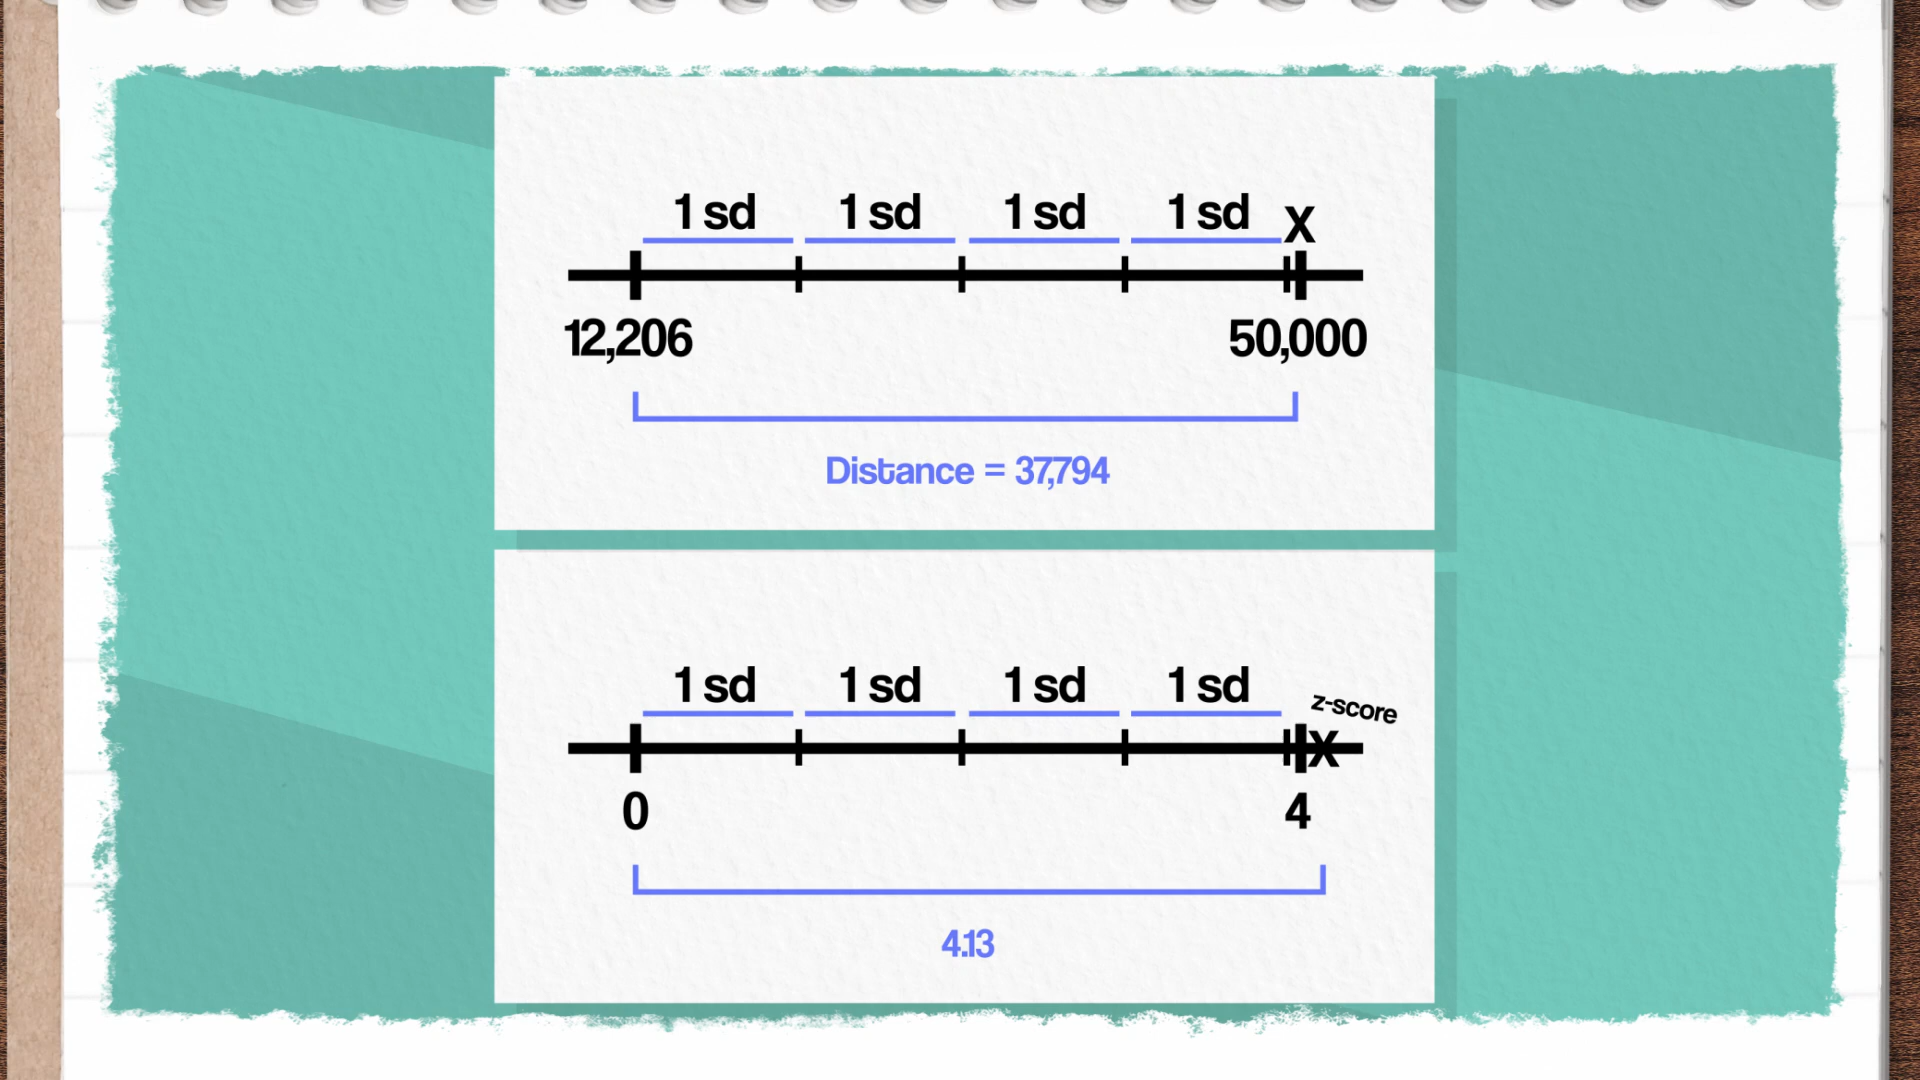 1 sd 1 sd 1 sd 1 sd X
12,206 50,000
Distance = 37,794
1 sd 1 sd 1 sd 1 sd z-score
X
0 4
4.13